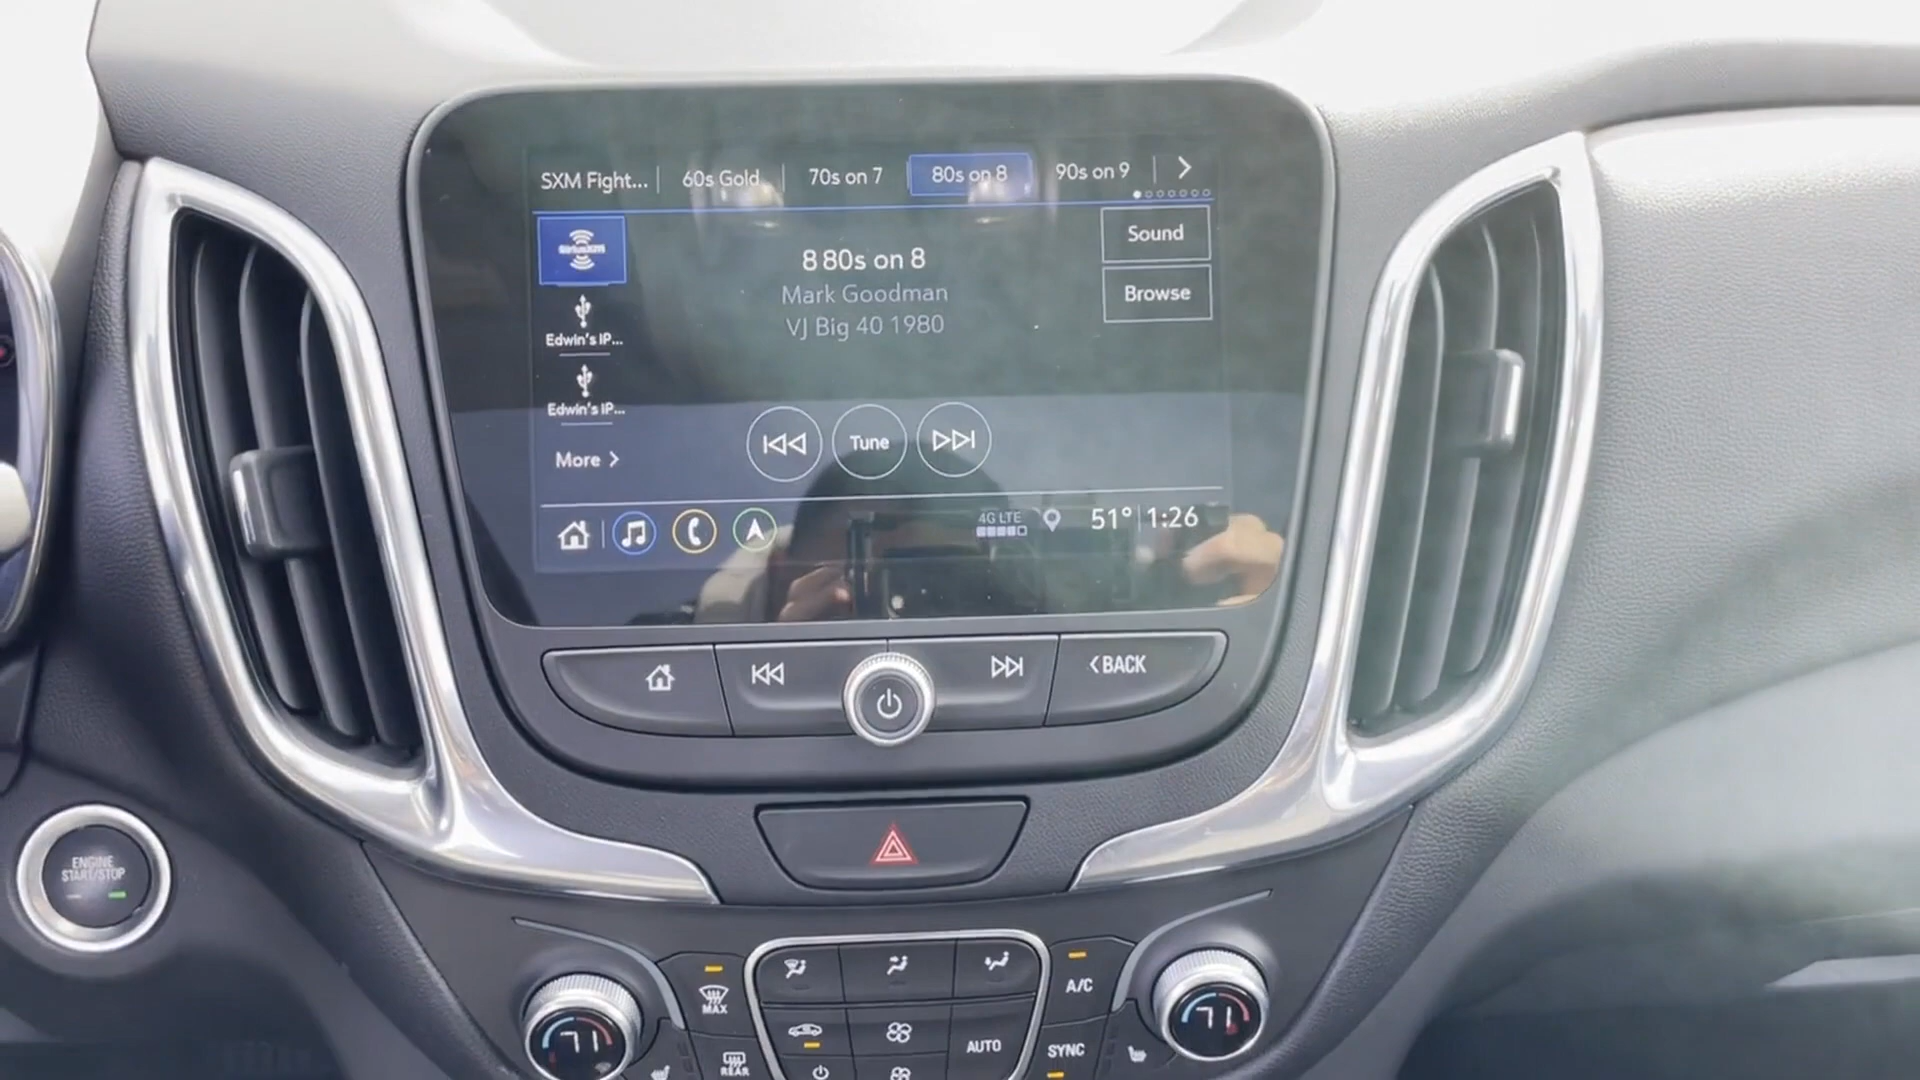 SXM Fight...
60s Gold
70s on 7
80s on 8
90s on 9
8 80s on 8
Mark Goodman
VJ Big 40 1980
Sound
Browse
Edwin's IP...
Edwin's IP...
More >
Tune
4G LTE
51° 1:26
<BACK
ENGINE
START/STOP
MAX
A/C
71
71
AUTO
SYNC
REAR